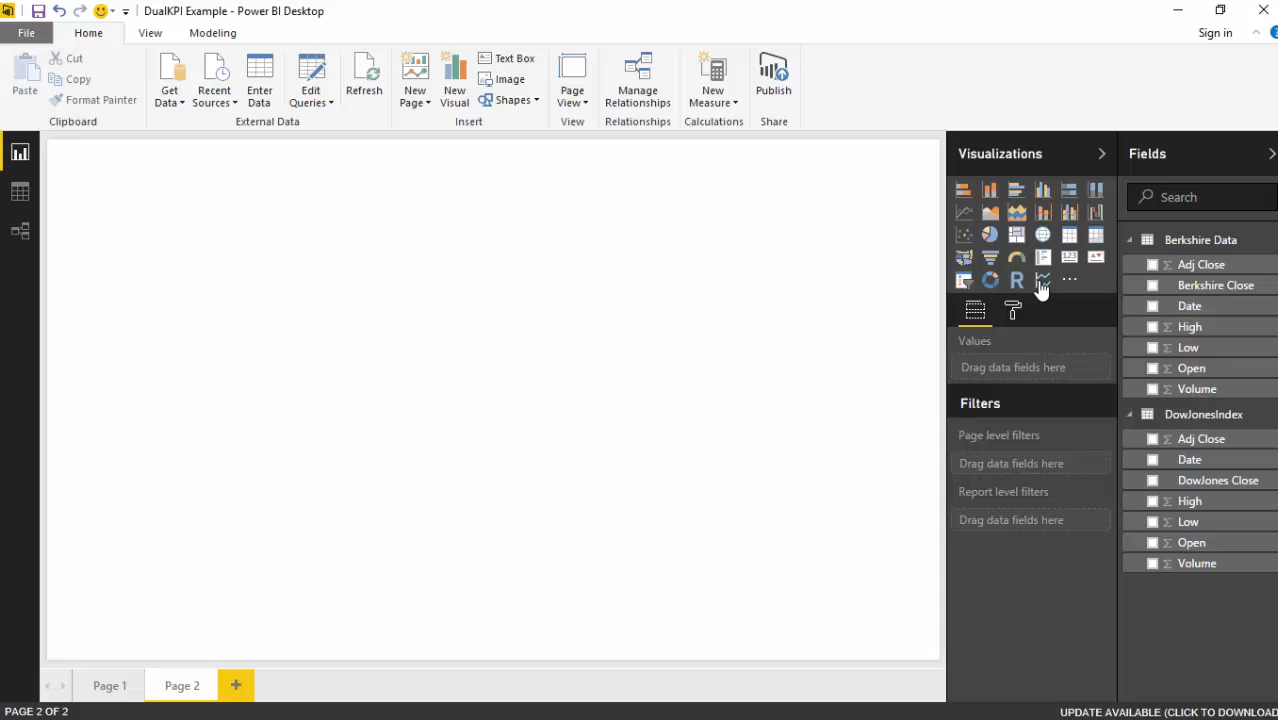 DualKPI Example - Power BI Desktop
File
Home
View
Modeling
Sign in
Paste
Cut
Copy
Format Painter
Clipboard
Get Data
Recent Sources
Enter Data
Edit Queries
Refresh
External Data
New Page
New Visual
Text Box
Image
Shapes
Insert
Page View
View
Manage Relationships
Relationships
New Measure
Calculations
Publish
Share
Visualizations
R
Values
Drag data fields here
Filters
Page level filters
Drag data fields here
Report level filters
Drag data fields here
Fields
Search
Berkshire Data
Σ Adj Close
Berkshire Close
Date
Σ High
Σ Low
Σ Open
Σ Volume
DowJonesIndex
Σ Adj Close
Date
DowJones Close
Σ High
Σ Low
Σ Open
Σ Volume
Page 1
Page 2
+
PAGE 2 OF 2
UPDATE AVAILABLE (CLICK TO DOWNLOAD